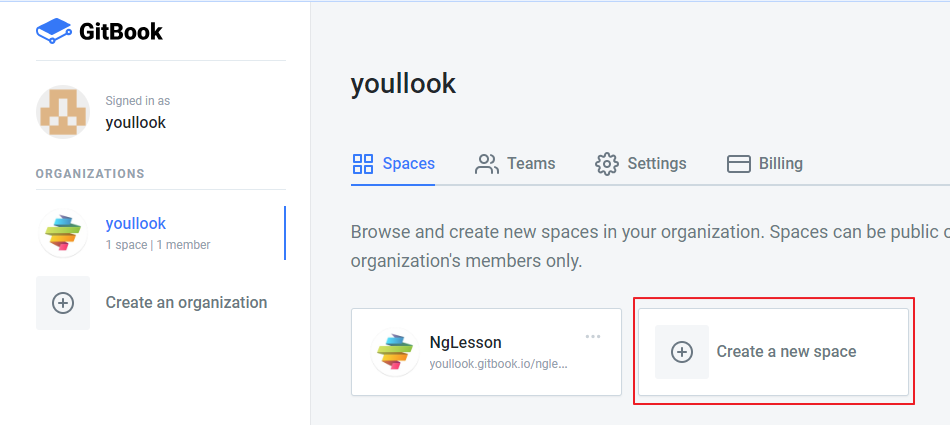 GitBook
Signed in as
youllook
ORGANIZATIONS
youllook
1 space | 1 member
Create an organization
youllook
Spaces
Teams
Settings
Billing
Browse and create new spaces in your organization. Spaces can be public
organization's members only.
NgLesson
youllook.gitbook.io/ngle...
Create a new space